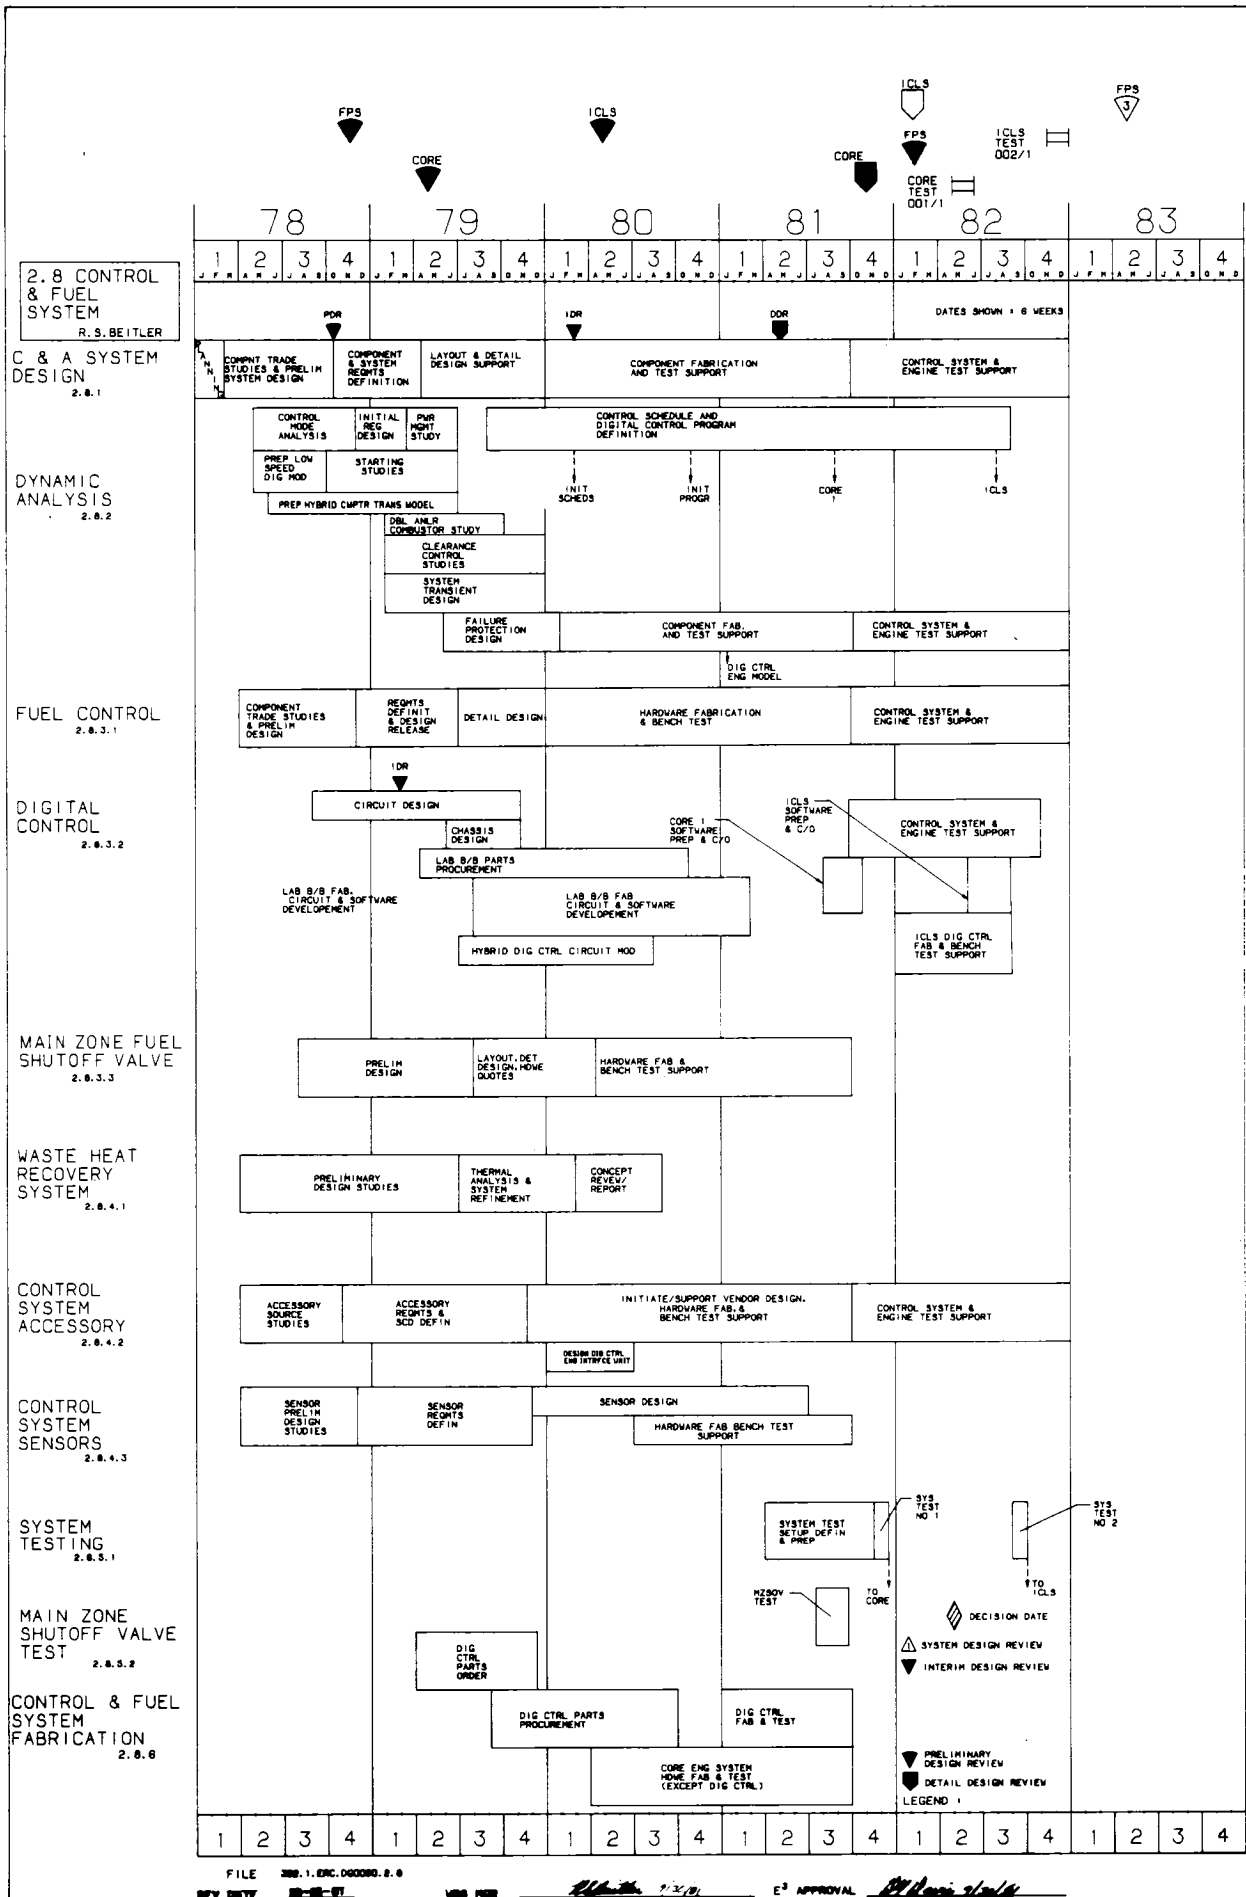 FPS
ICLS
ICLS
FPS
3
CORE
CORE
FPS
ICLS
TEST
002/1
CORE
TEST
001/1
78 79 80 81 82 83
1 2 3 4 1 2 3 4 1 2 3 4 1 2 3 4 1 2 3 4 1 2 3 4
J F M A M J J A S O N D J F M A M J J A S O N D J F M A M J J A S O N D J F M A M J J A S O N D J F M A M J J A S O N D J F M A M J J A S O N D
2.8 CONTROL
& FUEL
SYSTEM
R.S.BEITLER
PDR
IDR
DDR
DATES SHOWN ± 6 WEEKS
C & A SYSTEM
DESIGN
2.8.1
PLANNING
COMPNT TRADE
STUDIES & PRELIM
SYSTEM DESIGN
COMPONENT
& SYSTEM
REQMTS
DEFINITION
LAYOUT & DETAIL
DESIGN SUPPORT
COMPONENT FABRICATION
AND TEST SUPPORT
CONTROL SYSTEM &
ENGINE TEST SUPPORT
DYNAMIC
ANALYSIS
2.8.2
CONTROL
MODE
ANALYSIS
INITIAL
REG
DESIGN
PWR
MGMT
STUDY
CONTROL SCHEDULE AND
DIGITAL CONTROL PROGRAM
DEFINITION
PREP LOW
SPEED
DIG MOD
STARTING
STUDIES
INIT
SCHEDS
INIT
PROGR
CORE
1
ICLS
PREP HYBRID CMPTR TRANS MODEL
DBL ANLR
COMBUSTOR STUDY
CLEARANCE
CONTROL
STUDIES
SYSTEM
TRANSIENT
DESIGN
FAILURE
PROTECTION
DESIGN
COMPONENT FAB.
AND TEST SUPPORT
CONTROL SYSTEM &
ENGINE TEST SUPPORT
DIG CTRL
ENG MODEL
FUEL CONTROL
2.8.3.1
COMPONENT
TRADE STUDIES
& PRELIM
DESIGN
REQMTS
DEFINIT
& DESIGN
RELEASE
DETAIL DESIGN
HARDWARE FABRICATION
& BENCH TEST
CONTROL SYSTEM &
ENGINE TEST SUPPORT
DIGITAL
CONTROL
2.8.3.2
IDR
CIRCUIT DESIGN
CHASSIS
DESIGN
LAB B/B PARTS
PROCUREMENT
LAB B/B FAB.
CIRCUIT & SOFTWARE
DEVELOPEMENT
LAB B/B FAB
CIRCUIT & SOFTWARE
DEVELOPEMENT
HYBRID DIG CTRL CIRCUIT MOD
CORE 1
SOFTWARE
PREP & C/O
ICLS
SOFTWARE
PREP
& C/O
CONTROL SYSTEM &
ENGINE TEST SUPPORT
ICLS DIG CTRL
FAB & BENCH
TEST SUPPORT
MAIN ZONE FUEL
SHUTOFF VALVE
2.8.3.3
PRELIM
DESIGN
LAYOUT.DET
DESIGN.HDWE
QUOTES
HARDWARE FAB &
BENCH TEST SUPPORT
WASTE HEAT
RECOVERY
SYSTEM
2.8.4.1
PRELIMINARY
DESIGN STUDIES
THERMAL
ANALYSIS &
SYSTEM
REFINEMENT
CONCEPT
REVEW/
REPORT
CONTROL
SYSTEM
ACCESSORY
2.8.4.2
ACCESSORY
SOURCE
STUDIES
ACCESSORY
REQMTS &
SCD DEFIN
INITIATE/SUPPORT VENDOR DESIGN.
HARDWARE FAB.&
BENCH TEST SUPPORT
CONTROL SYSTEM &
ENGINE TEST SUPPORT
DESIGN DIG CTRL
ENG INTRFCE UNIT
CONTROL
SYSTEM
SENSORS
2.8.4.3
SENSOR
PRELIM
DESIGN
STUDIES
SENSOR
REQMTS
DEFIN
SENSOR DESIGN
HARDWARE FAB BENCH TEST
SUPPORT
SYSTEM
TESTING
2.8.5.1
SYSTEM TEST
SETUP DEFIN
& PREP
SYS
TEST
NO 1
SYS
TEST
NO 2
TO
CORE
TO
ICLS
MAIN ZONE
SHUTOFF VALVE
TEST
2.8.5.2
MZSOV
TEST
DIG
CTRL
PARTS
ORDER
DECISION DATE
1 SYSTEM DESIGN REVIEW
INTERIM DESIGN REVIEW
CONTROL & FUEL
SYSTEM
FABRICATION
2.8.6
DIG CTRL PARTS
PROCUREMENT
DIG CTRL
FAB & TEST
CORE ENG SYSTEM
HDWE FAB & TEST
(EXCEPT DIG CTRL)
PRELIMINARY
DESIGN REVIEW
DETAIL DESIGN REVIEW
LEGEND :
1 2 3 4 1 2 3 4 1 2 3 4 1 2 3 4 1 2 3 4 1 2 3 4
FILE
REV DATE
E³ APPROVAL